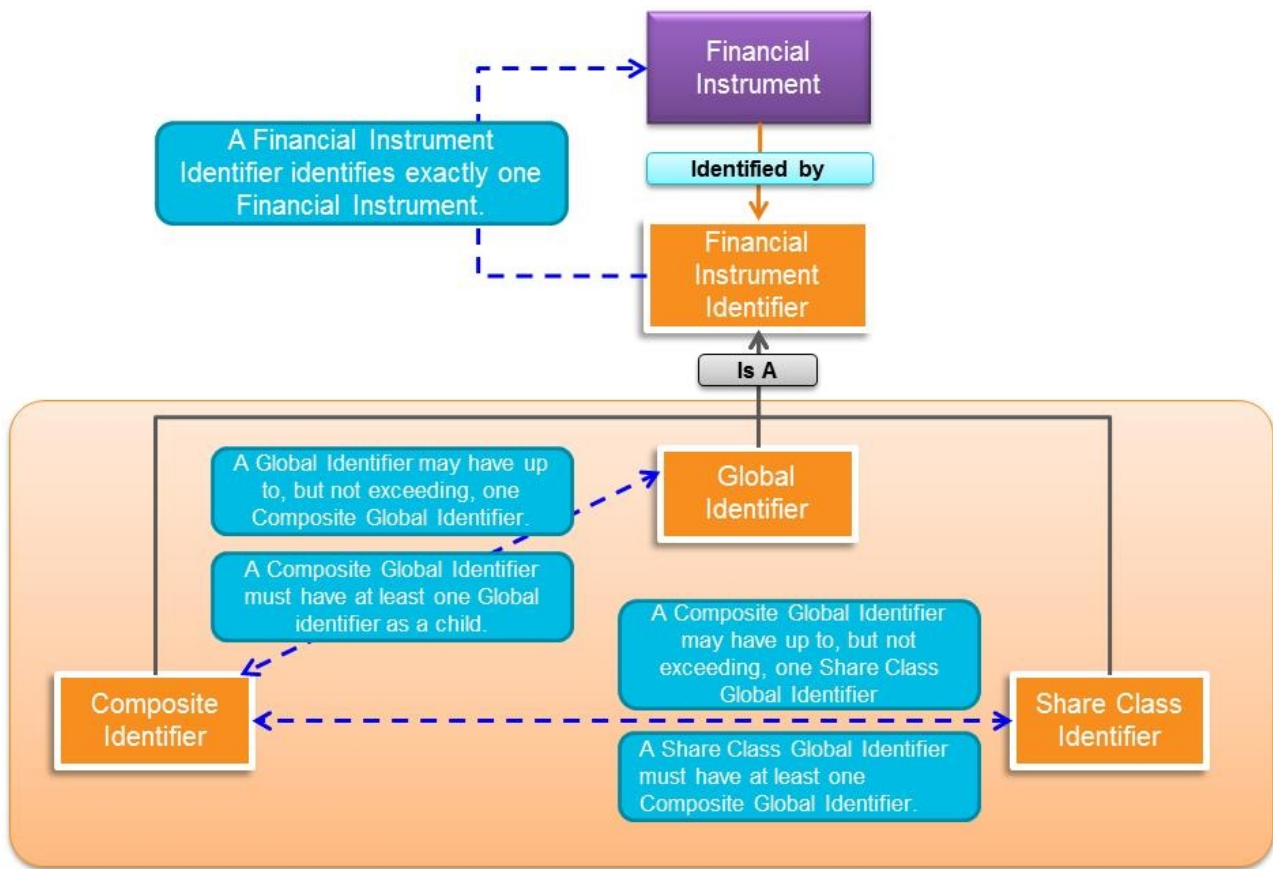 Financial
Instrument
A Financial Instrument
Identifier identifies exactly one
Financial Instrument.
Identified by
Financial
Instrument
Identifier
Is A
A Global Identifier may have up
to, but not exceeding, one
Composite Global Identifier.
Global
Identifier
A Composite Global Identifier
must have at least one Global
identifier as a child.
A Composite Global Identifier
may have up to, but not
exceeding, one Share Class
Global Identifier
Composite
Identifier
Share Class
Identifier
A Share Class Global Identifier
must have at least one
Composite Global Identifier.